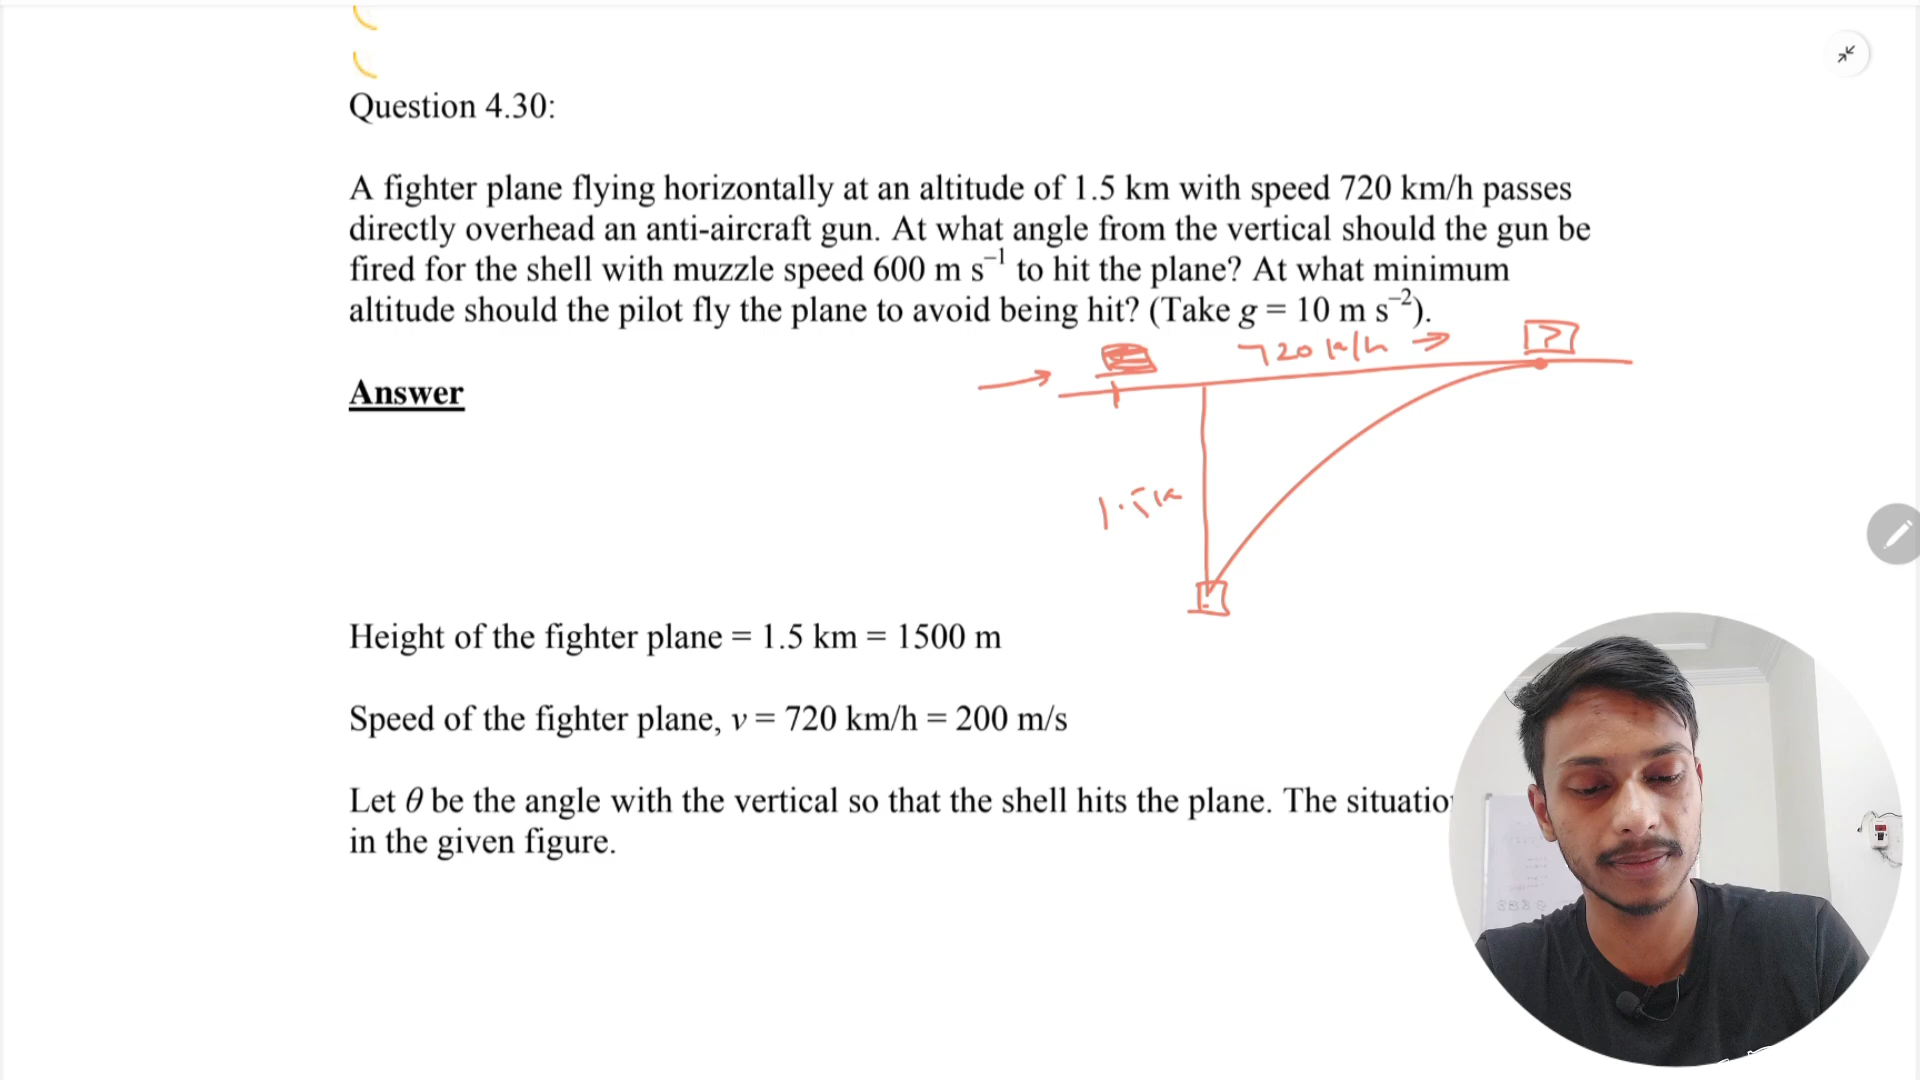 Question 4.30:
A fighter plane flying horizontally at an altitude of 1.5 km with speed 720 km/h passes
directly overhead an anti-aircraft gun. At what angle from the vertical should the gun be
fired for the shell with muzzle speed 600 m s⁻¹ to hit the plane? At what minimum
altitude should the pilot fly the plane to avoid being hit? (Take g = 10 m s⁻²).
720 k/h →
Answer
Height of the fighter plane = 1.5 km = 1500 m
Speed of the fighter plane, v = 720 km/h = 200 m/s
Let θ be the angle with the vertical so that the shell hits the plane. The situatio
in the given figure.